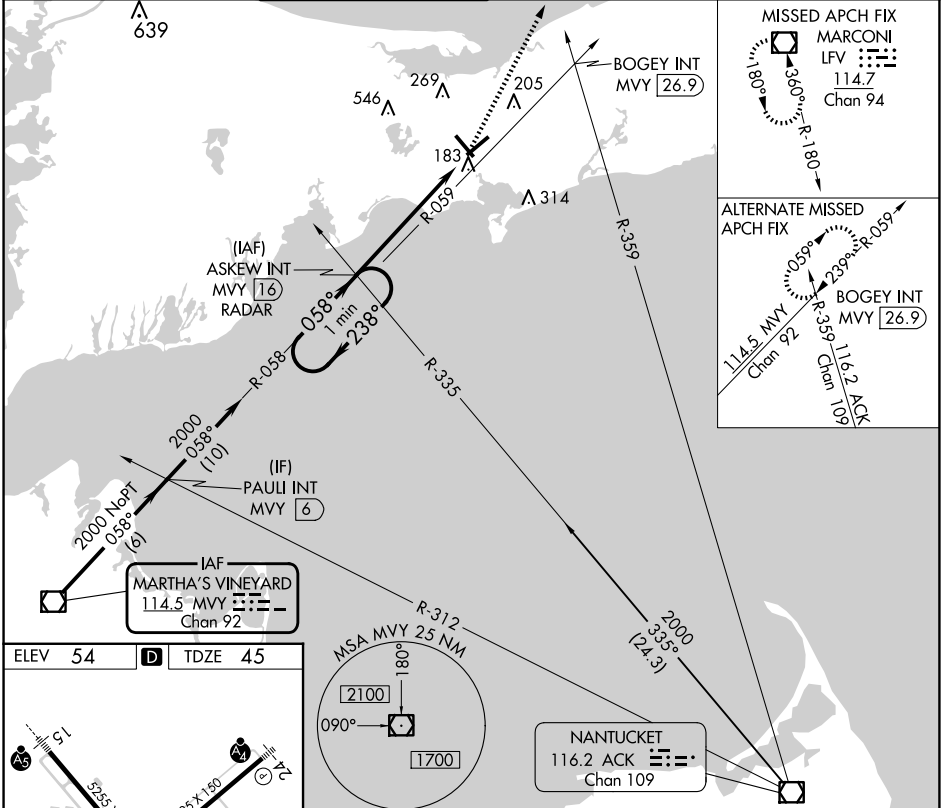 639
546
269
205
183
314
BOGEY INT
MVY 26.9
R-059
R-359
(IAF)
ASKEW INT
MVY 16
RADAR
058°
1 min
238°
R-058
R-335
2000
058°
(10)
(IF)
PAULI INT
MVY 6
2000 NoPT
058°
(6)
IAF
MARTHA'S VINEYARD
114.5 MVY
Chan 92
R-312
2000
335°
(24.3)
NANTUCKET
116.2 ACK
Chan 109
MSA MVY 25 NM
180°
2100
090°
1700
MISSED APCH FIX
MARCONI
LFV
114.7
Chan 94
180°
360°
R-180
ALTERNATE MISSED
APCH FIX
059°
239°
R-059
BOGEY INT
MVY 26.9
114.5 MVY
Chan 92
R-359
116.2 ACK
Chan 109
ELEV 54
D
TDZE 45
A5
15
A4
24
P